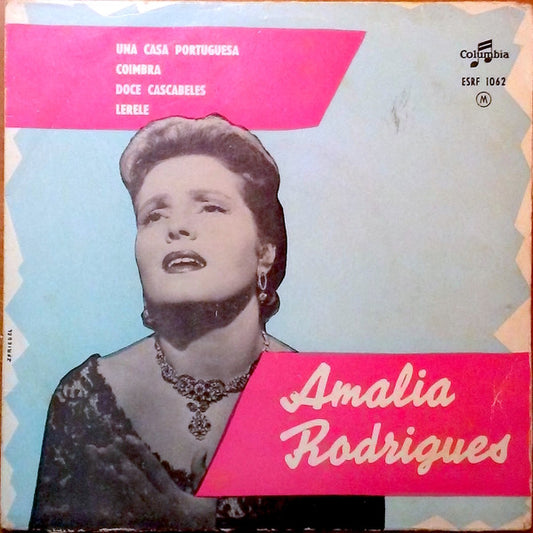 UNA CASA PORTUGUESA
COIMBRA
DOCE CASCABELES
LERELE
Columbia
ESRF 1062
M
Amalia
Rodrigues